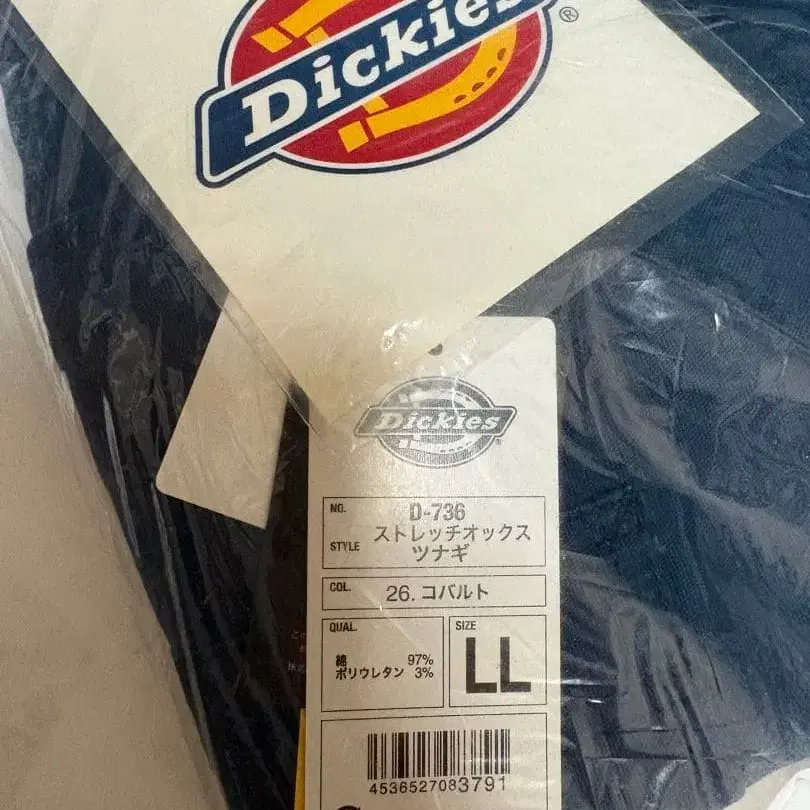 Dickies
®
Dickies
NO. D-736
STYLE ストレッチオックス
ツナギ
COL. 26. コバルト
QUAL.
綿 97%
ポリウレタン 3%
SIZE
LL
4536527083791